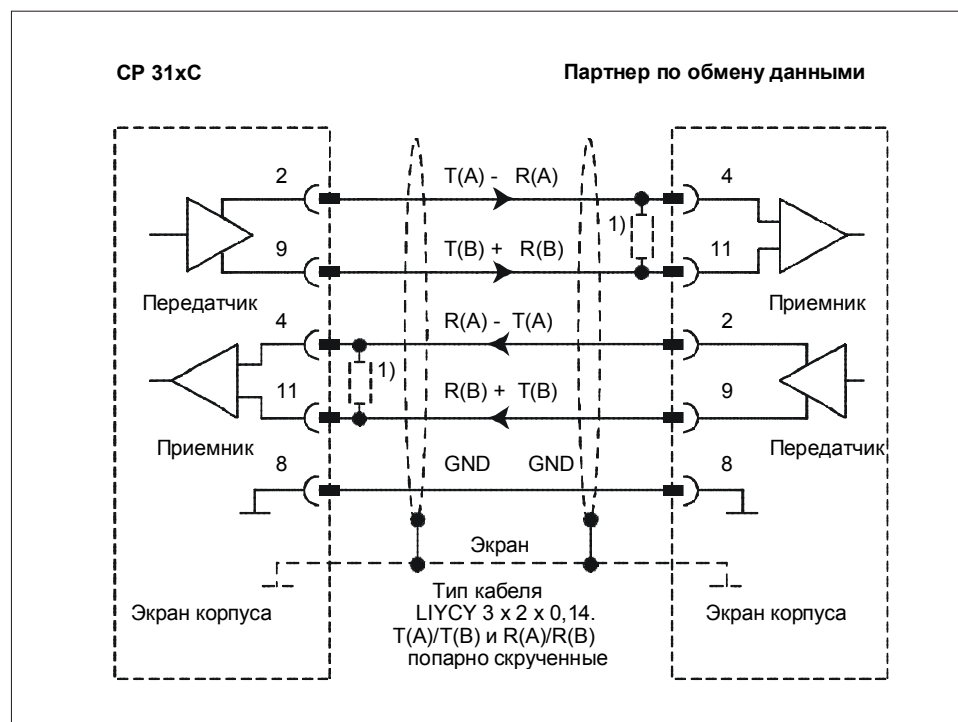 CP 31xC
Партнер по обмену данными
2
T(A) - R(A)
4
1)
9
T(B) + R(B)
11
Передатчик
Приемник
4
R(A) - T(A)
2
1)
11
R(B) + T(B)
9
Приемник
Передатчик
8
GND GND
8
Экран
Экран корпуса
Экран корпуса
Тип кабеля
LIYCY 3 x 2 x 0,14.
T(A)/T(B) и R(A)/R(B)
попарно скрученные